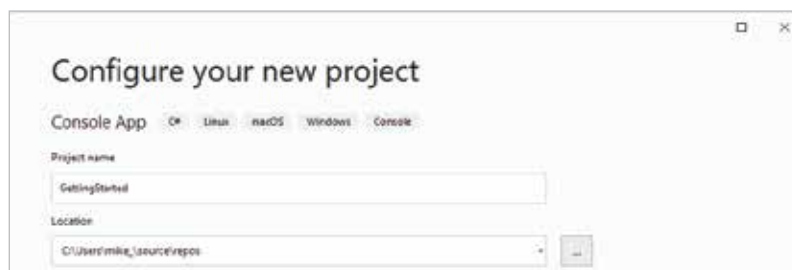 Configure your new project
Console App C# Linux macOS Windows Console
Project name
GettingStarted
Location
C:\Users\mike_\source\repos
...